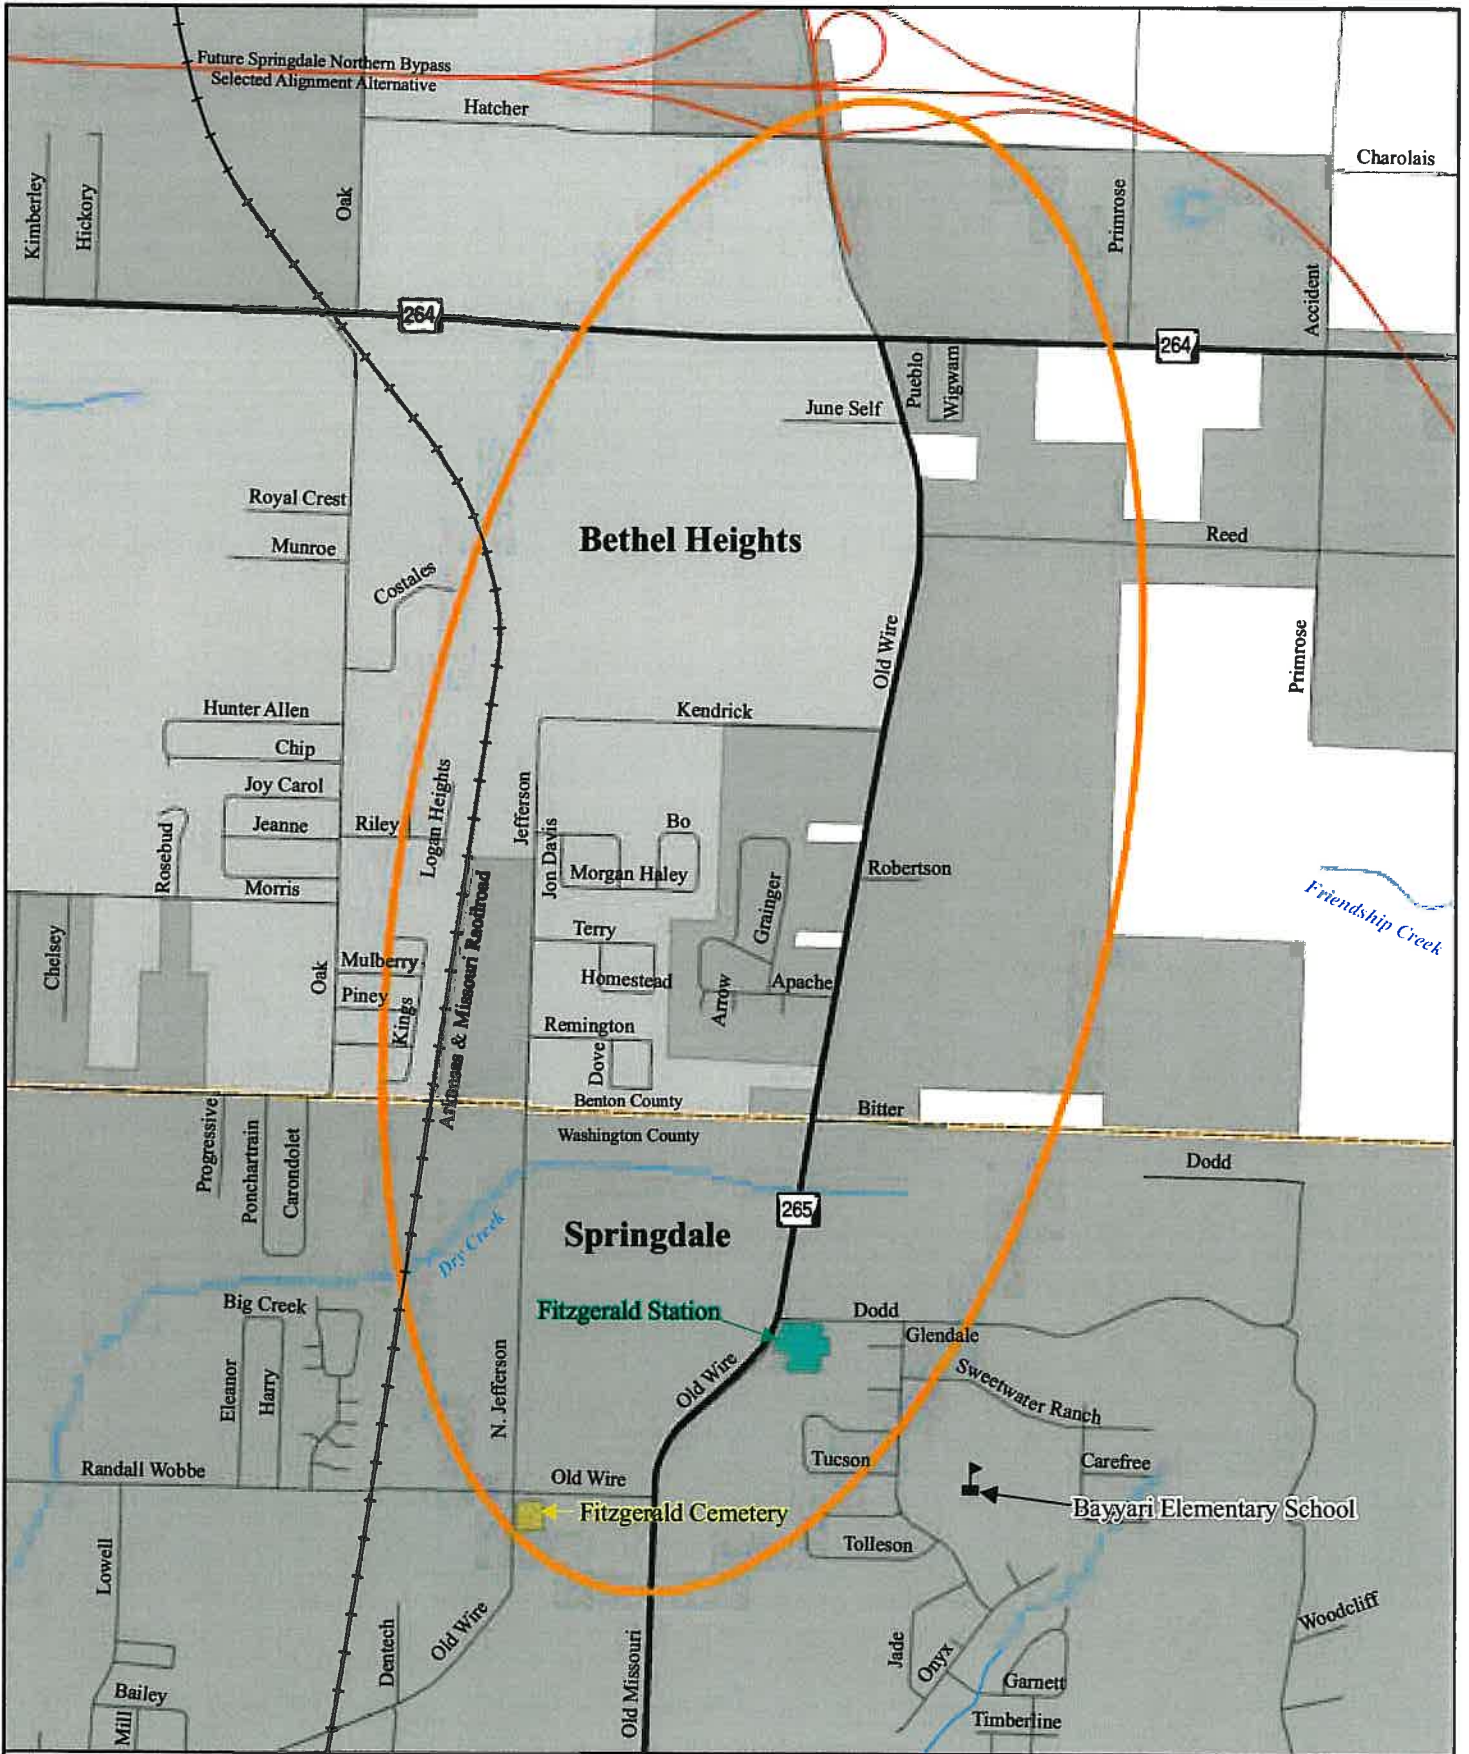 Future Springdale Northern Bypass
Selected Alignment Alternative
Hatcher
Charolais
Kimberley
Hickory
Oak
Primrose
Accident
264
264
Pueblo
Wigwam
June Self
Royal Crest
Munroe
Costales
Bethel Heights
Reed
Old Wire
Primrose
Hunter Allen
Chip
Kendrick
Joy Carol
Jeanne
Riley
Logan Heights
Jefferson
Jon Davis
Bo
Rosebud
Morgan Haley
Robertson
Morris
Grainger
Friendship Creek
Chelsey
Oak
Mulberry
Piney
Kings
Arkansas & Missouri Raodroad
Terry
Homestead
Arrow
Apache
Remington
Dove
Benton County
Bitter
Washington County
Progressive
Ponchartrain
Carondolet
Dodd
265
Springdale
Dry Creek
Big Creek
Fitzgerald Station
Dodd
Glendale
Eleanor
Harry
N. Jefferson
Old Wire
Sweetwater Ranch
Randall Wobbe
Old Wire
Tucson
Carefree
Fitzgerald Cemetery
Bayyari Elementary School
Tolleson
Lowell
Dentech
Old Wire
Old Missouri
Jade
Onyx
Woodcliff
Garnett
Bailey
Mill
Timberline